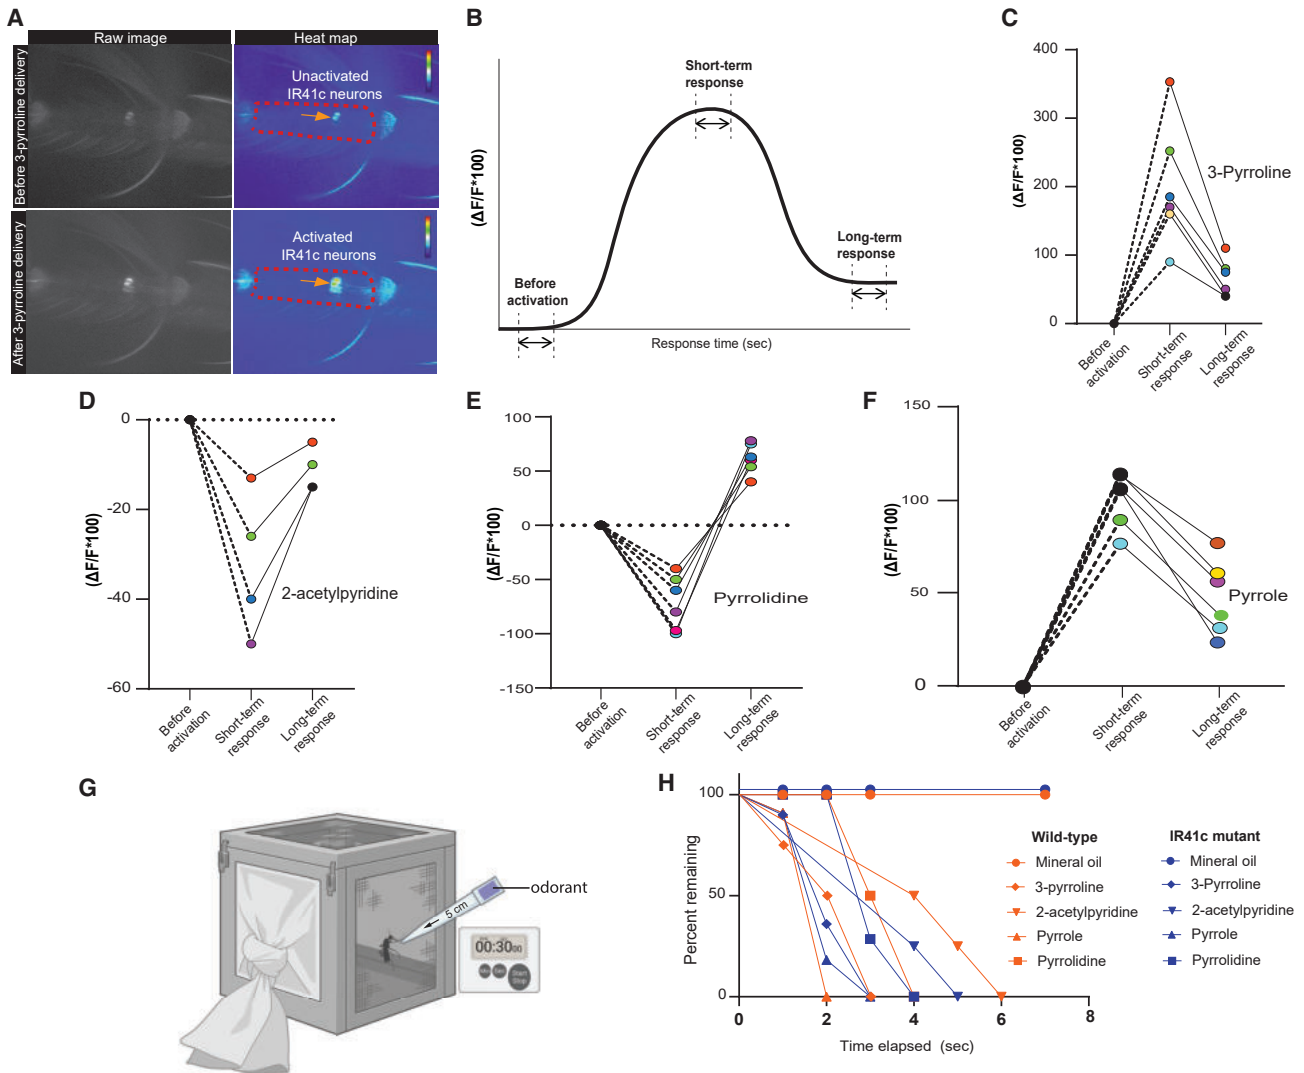 A
Raw image
Heat map
Before 3-pyrroline delivery
Unactivated
IR41c neurons
After 3-pyrroline delivery
Activated
IR41c neurons
B
(ΔF/F*100)
Short-term
response
Long-term
response
Before
activation
Response time (sec)
C
(ΔF/F*100)
400
300
200
100
0
3-Pyrroline
Before
activation
Short-term
response
Long-term
response
D
(ΔF/F*100)
0
-20
-40
-60
2-acetylpyridine
Before
activation
Short-term
response
Long-term
response
E
(ΔF/F*100)
100
50
0
-50
-100
-150
Pyrrolidine
Before
activation
Short-term
response
Long-term
response
F
(ΔF/F*100)
150
100
50
0
Pyrrole
Before
activation
Short-term
response
Long-term
response
G
odorant
5 cm
00:30 00
Start
Stop
H
Percent remaining
100
50
0
0 2 4 6 8
Time elapsed (sec)
Wild-type
Mineral oil
3-pyrroline
2-acetylpyridine
Pyrrole
Pyrrolidine
IR41c mutant
Mineral oil
3-Pyrroline
2-acetylpyridine
Pyrrole
Pyrrolidine